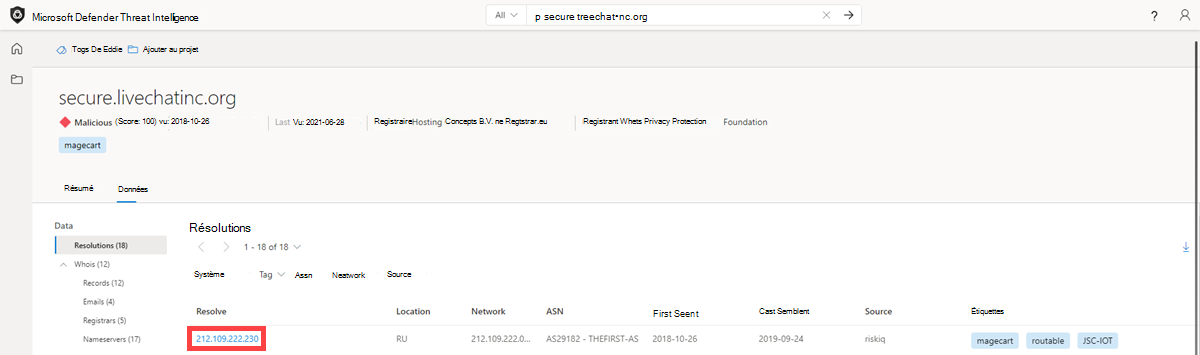 Microsoft Defender Threat Intelligence
All
p secure treechat•nc.org
?
Togs De Eddie
Ajouter au projet
secure.livechatinc.org
Malicious (Score: 100) vu: 2018-10-26
Last Vu: 2021-06-28
RegistraireHosting Concepts B.V. ne Regtstrar.eu
Registrant Whets Privacy Protection Foundation
magecart
Résumé
Données
Data
Resolutions (18)
Whois (12)
Records (12)
Emails (4)
Registrars (5)
Nameservers (17)
Résolutions
1 - 18 of 18
Système
Tag
Assn
Neatwork
Source
Resolve
Location
Network
ASN
First Seent
Cast Semblent
Source
Étiquettes
212.109.222.230
RU
212.109.222.0...
AS29182 - THEFIRST-AS
2018-10-26
2019-09-24
riskiq
magecart
routable
JSC-IOT